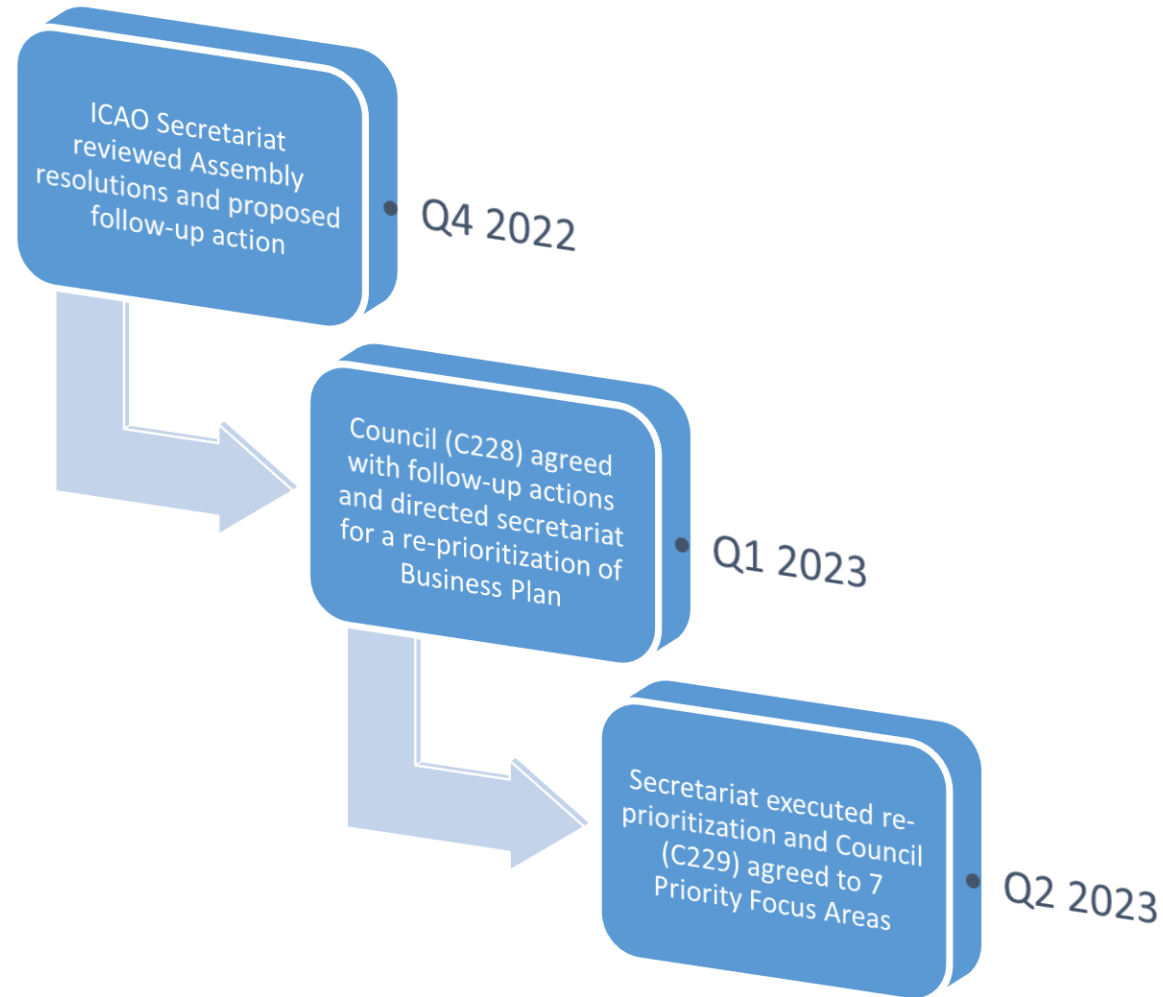 ICAO Secretariat
reviewed Assembly
resolutions and proposed
follow-up action
Q4 2022
Council (C228) agreed
with follow-up actions
and directed secretariat
for a re-prioritization of
Business Plan
Q1 2023
Secretariat executed re-
prioritization and Council
(C229) agreed to 7
Priority Focus Areas
Q2 2023